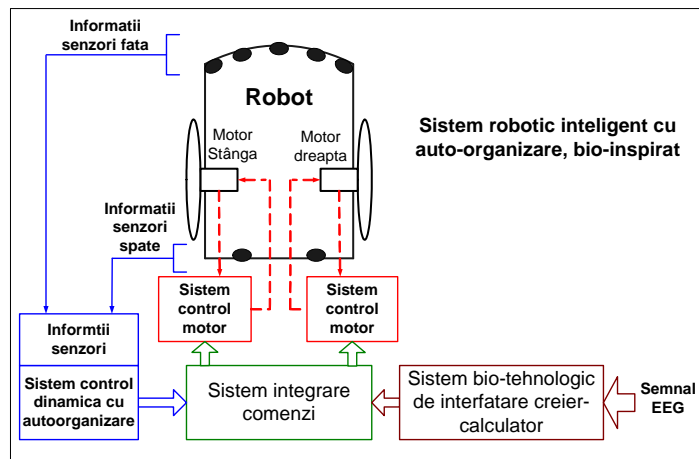 Informatii
senzori fata
Robot
Motor
Stânga
Motor
dreapta
Sistem robotic inteligent cu
auto-organizare, bio-inspirat
Informatii
senzori
spate
Sistem
control
motor
Sistem
control
motor
Informtii
senzori
Sistem control
dinamica cu
autoorganizare
Sistem integrare
comenzi
Sistem bio-tehnologic
de interfatare creier-
calculator
Semnal
EEG